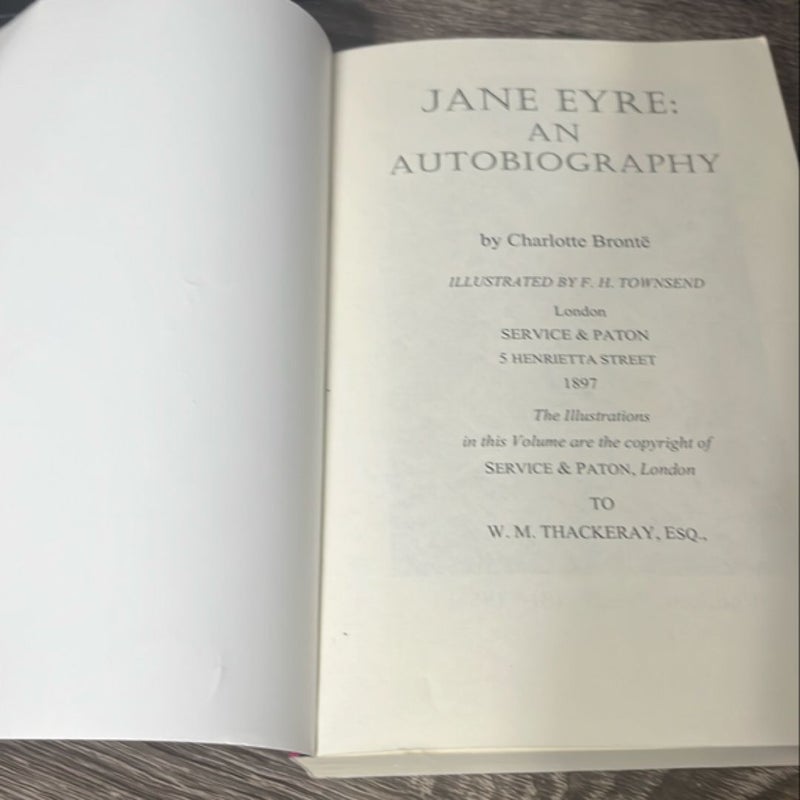 JANE EYRE:
AN
AUTOBIOGRAPHY
by Charlotte Brontë
ILLUSTRATED BY F. H. TOWNSEND
London
SERVICE & PATON
5 HENRIETTA STREET
1897
The Illustrations
in this Volume are the copyright of
SERVICE & PATON, London
TO
W. M. THACKERAY, ESQ.,